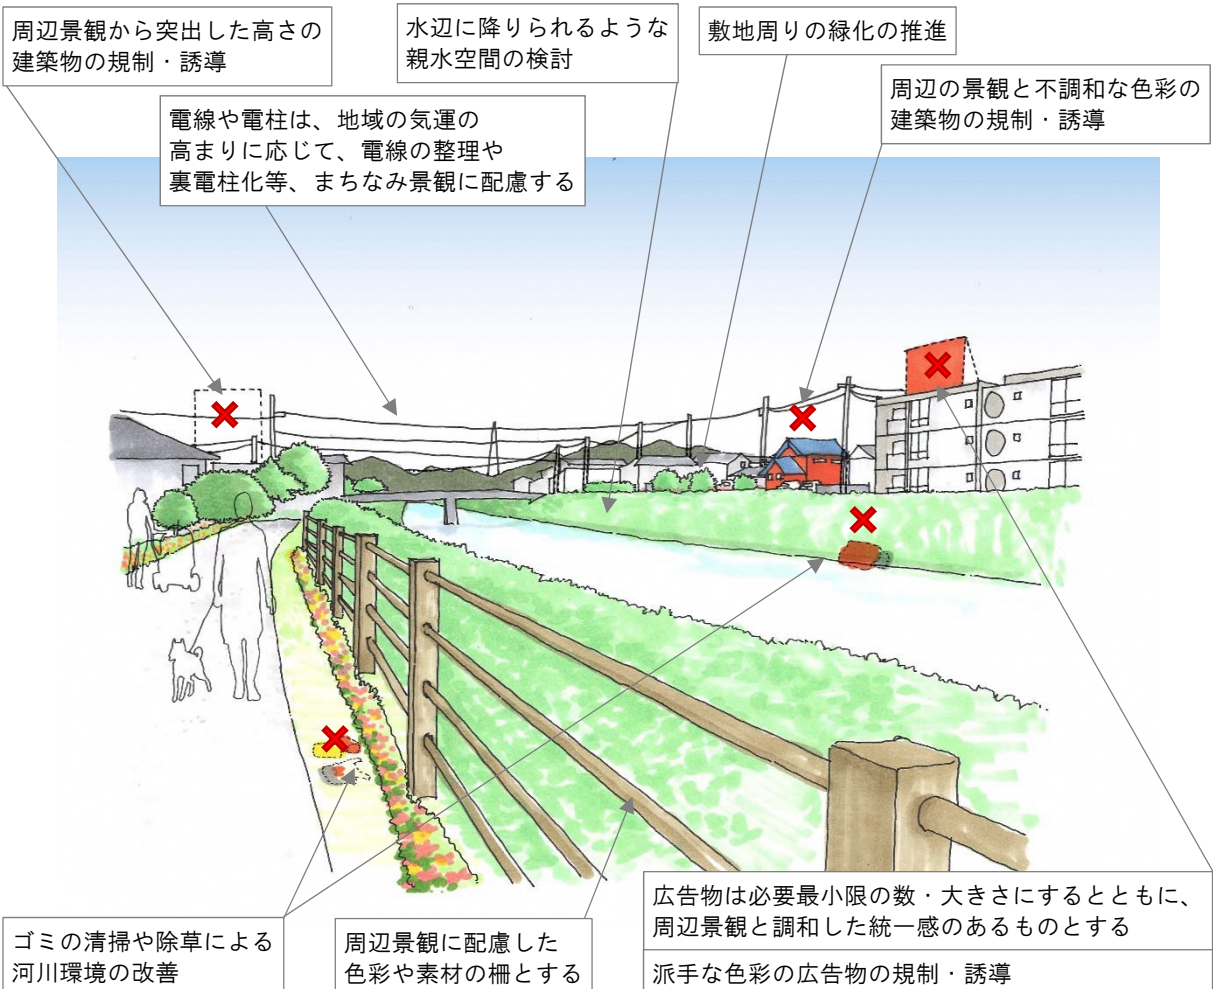 周辺景観から突出した高さの
建築物の規制・誘導
水辺に降りられるような
親水空間の検討
敷地周りの緑化の推進
周辺の景観と不調和な色彩の
建築物の規制・誘導
電線や電柱は、地域の気運の
高まりに応じて、電線の整理や
裏電柱化等、まちなみ景観に配慮する
ゴミの清掃や除草による
河川環境の改善
周辺景観に配慮した
色彩や素材の柵とする
広告物は必要最小限の数・大きさにするとともに、
周辺景観と調和した統一感のあるものとする
派手な色彩の広告物の規制・誘導